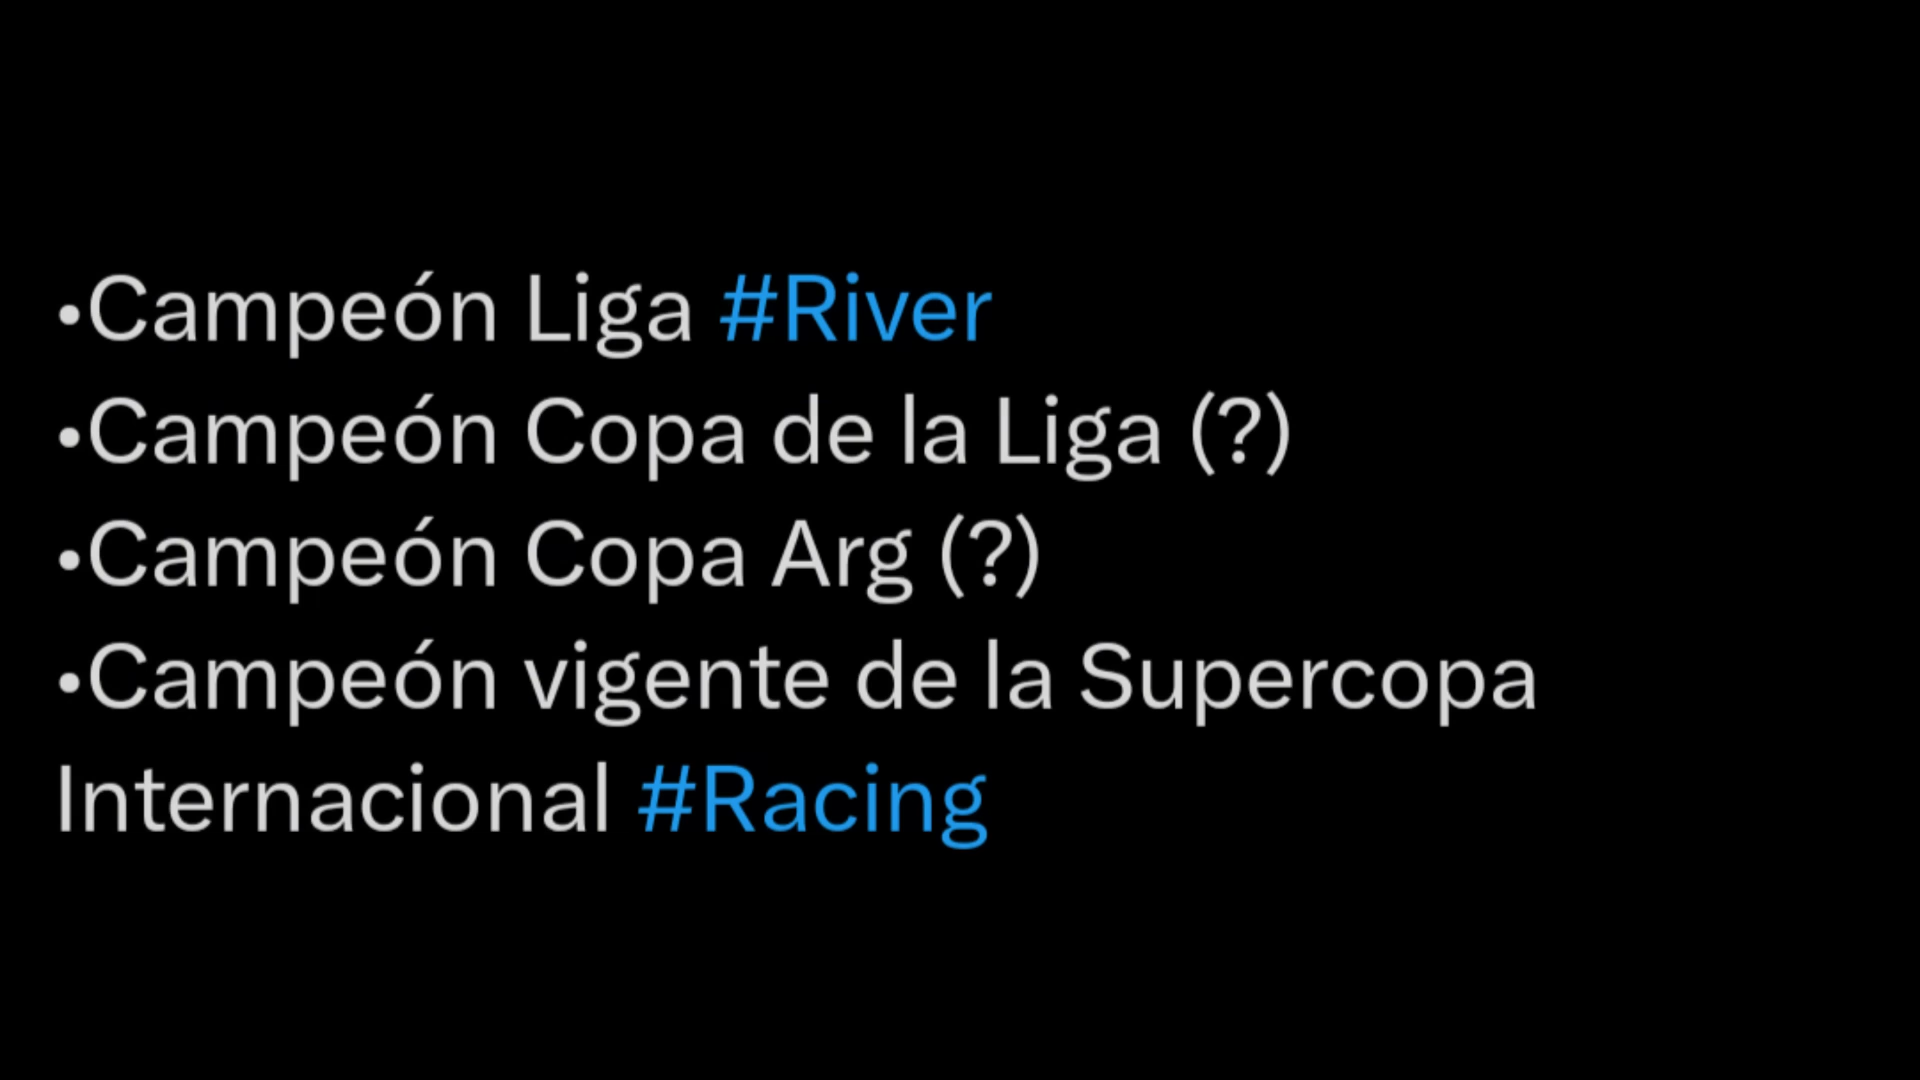 •Campeón Liga #River
•Campeón Copa de la Liga (?)
•Campeón Copa Arg (?)
•Campeón vigente de la Supercopa
Internacional #Racing